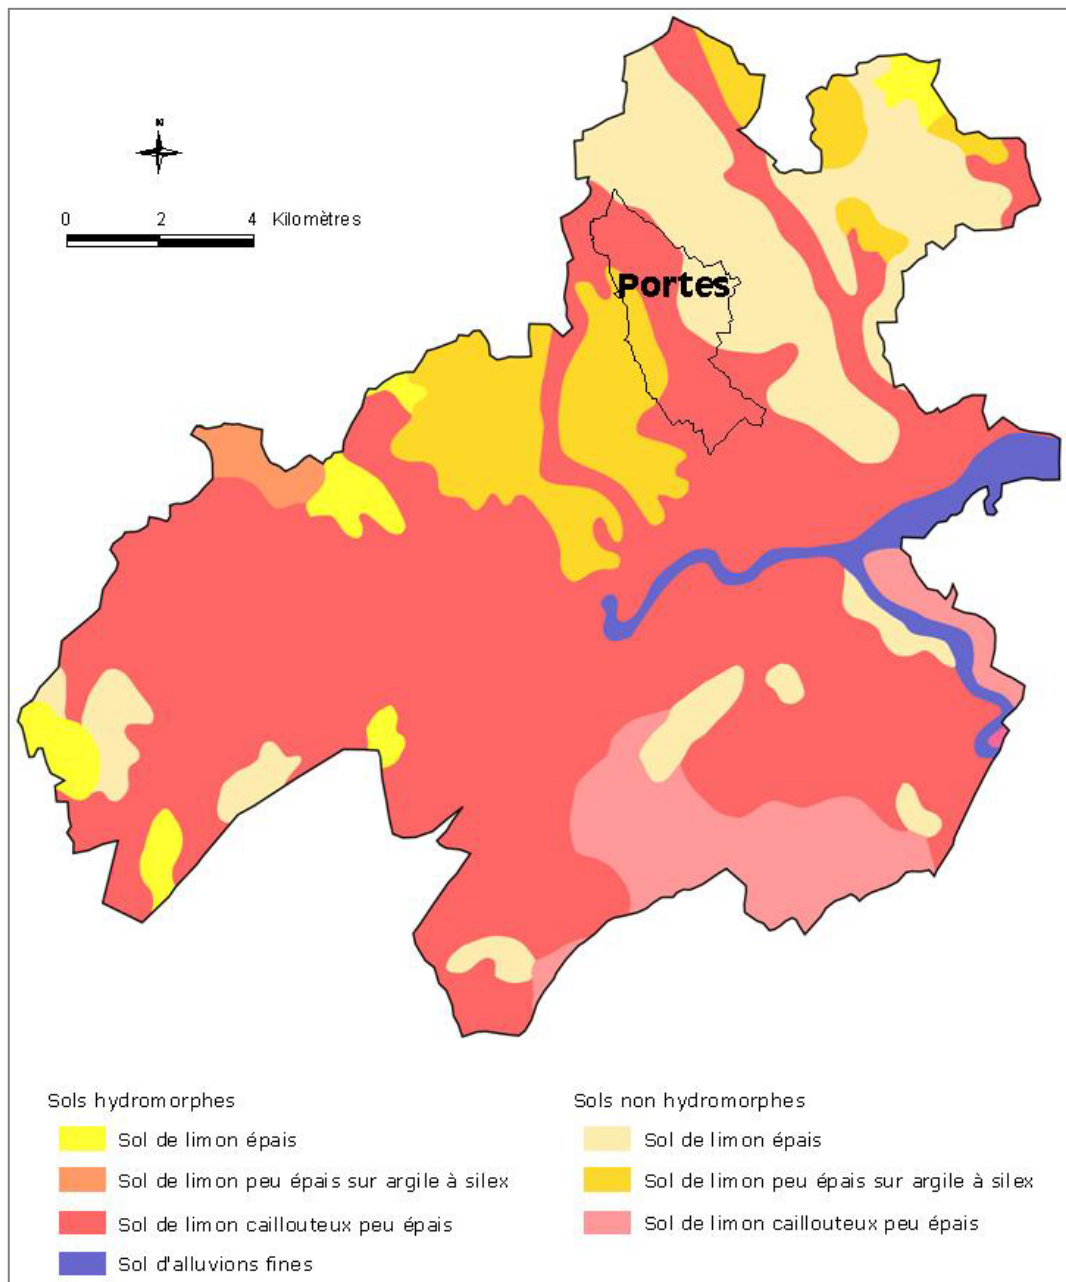 N
0 2 4 Kilomètres
Portes
Sols hydromorphes
Sol de limon épais
Sol de limon peu épais sur argile à silex
Sol de limon caillouteux peu épais
Sol d'alluvions fines
Sols non hydromorphes
Sol de limon épais
Sol de limon peu épais sur argile à silex
Sol de limon caillouteux peu épais